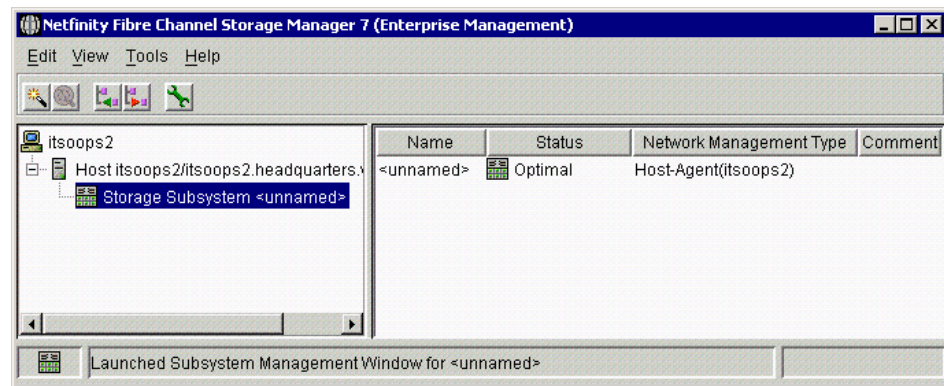 Netfinity Fibre Channel Storage Manager 7 (Enterprise Management)
Edit View Tools Help
itsoops2
Host itsoops2/itsoops2.headquarters.
Storage Subsystem <unnamed>
Name Status Network Management Type Comment
<unnamed> Optimal Host-Agent(itsoops2)
Launched Subsystem Management Window for <unnamed>